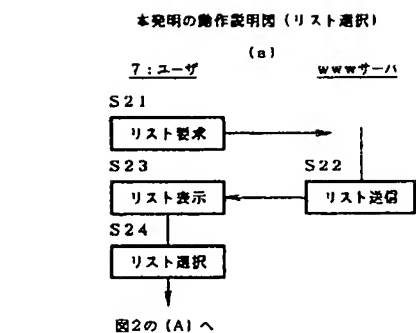 本発明の動作説明図（リスト選択）
（a）
7：ユーザ
wwwサーバ
S21
リスト要求
S23
S22
リスト表示
リスト送信
S24
リスト選択
図2の（A）へ